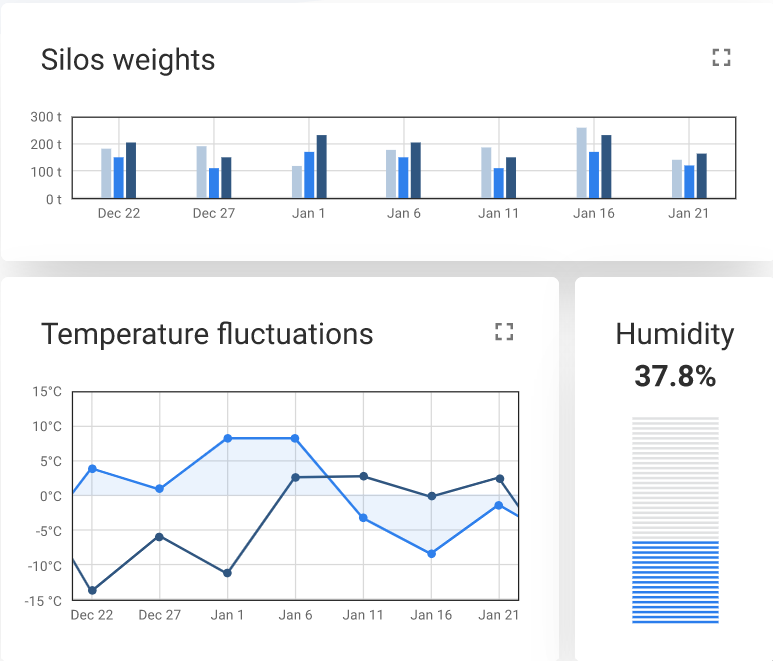 Silos weights
300 t
200 t
100 t
0 t
Dec 22 Dec 27 Jan 1 Jan 6 Jan 11 Jan 16 Jan 21
Temperature fluctuations
15°C
10°C
5°C
0°C
-5°C
-10°C
-15 °C
Dec 22 Dec 27 Jan 1 Jan 6 Jan 11 Jan 16 Jan 21
Humidity
37.8%